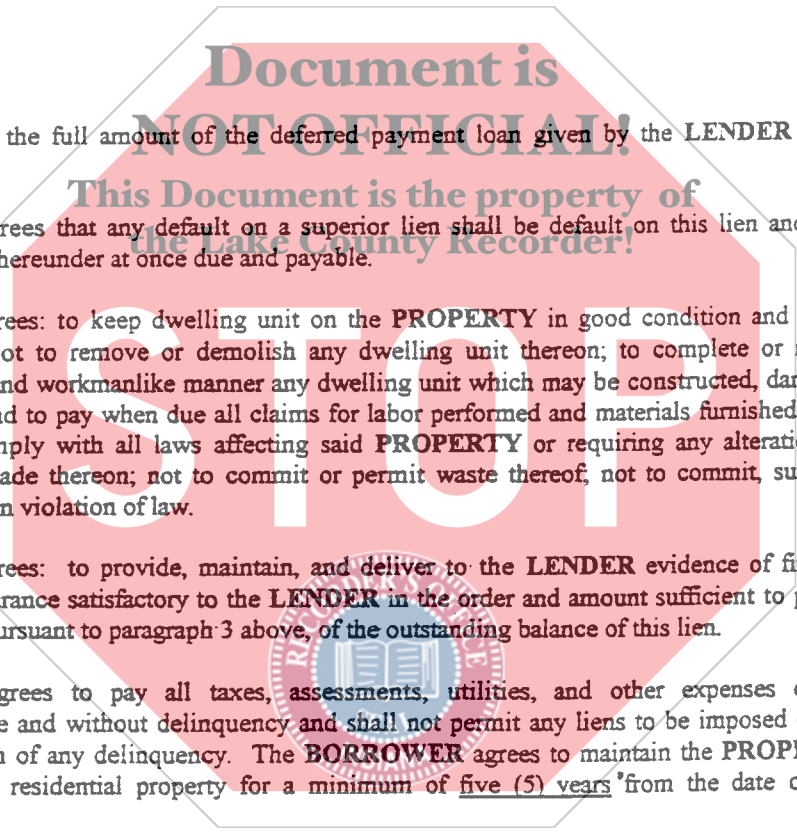 Document is
NOT OFFICIAL!
the full amount of the deferred payment loan given by the LENDER
This Document is the property of
the Lake County Recorder!
rees that any default on a superior lien shall be default on this lien and
hereunder at once due and payable.
rees: to keep dwelling unit on the PROPERTY in good condition and
ot to remove or demolish any dwelling unit thereon; to complete or
nd workmanlike manner any dwelling unit which may be constructed, dam
nd to pay when due all claims for labor performed and materials furnished
mply with all laws affecting said PROPERTY or requiring any alterati
ade thereon; not to commit or permit waste thereof; not to commit, su
n violation of law.
STOP
rees: to provide, maintain, and deliver to the LENDER evidence of fi
rance satisfactory to the LENDER in the order and amount sufficient to p
ursuant to paragraph 3 above, of the outstanding balance of this lien.
RECORDER'S OFFICE
grees to pay all taxes, assessments, utilities, and other expenses
e and without delinquency and shall not permit any liens to be imposed
n of any delinquency. The BORROWER agrees to maintain the PROPE
residential property for a minimum of five (5) years from the date o